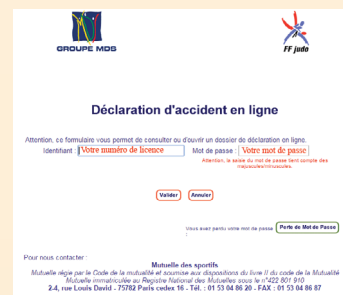 GROUPE MDS
FF judo
Déclaration d'accident en ligne
Attention, ce formulaire vous permet de consulter ou d'ouvrir un dossier de déclaration en ligne.
Identifiant : Votre numéro de licence Mot de passe : Votre mot de passe
Attention, la saisie du mot de passe tient compte des majuscules/minuscules.
Valider Annuler
Vous avez perdu votre mot de passe : Perte de Mot de Passe
Pour nous contacter :
Mutuelle des sportifs
Mutuelle régie par le Code de la mutualité et soumise aux dispositions du livre II du code de la Mutualité
Mutuelle immatriculée au Registre National des Mutuelles sous le n°422 801 910
2-4, rue Louis David - 75782 Paris cedex 16 - Tél. : 01 53 04 86 20 - FAX : 01 53 04 86 87